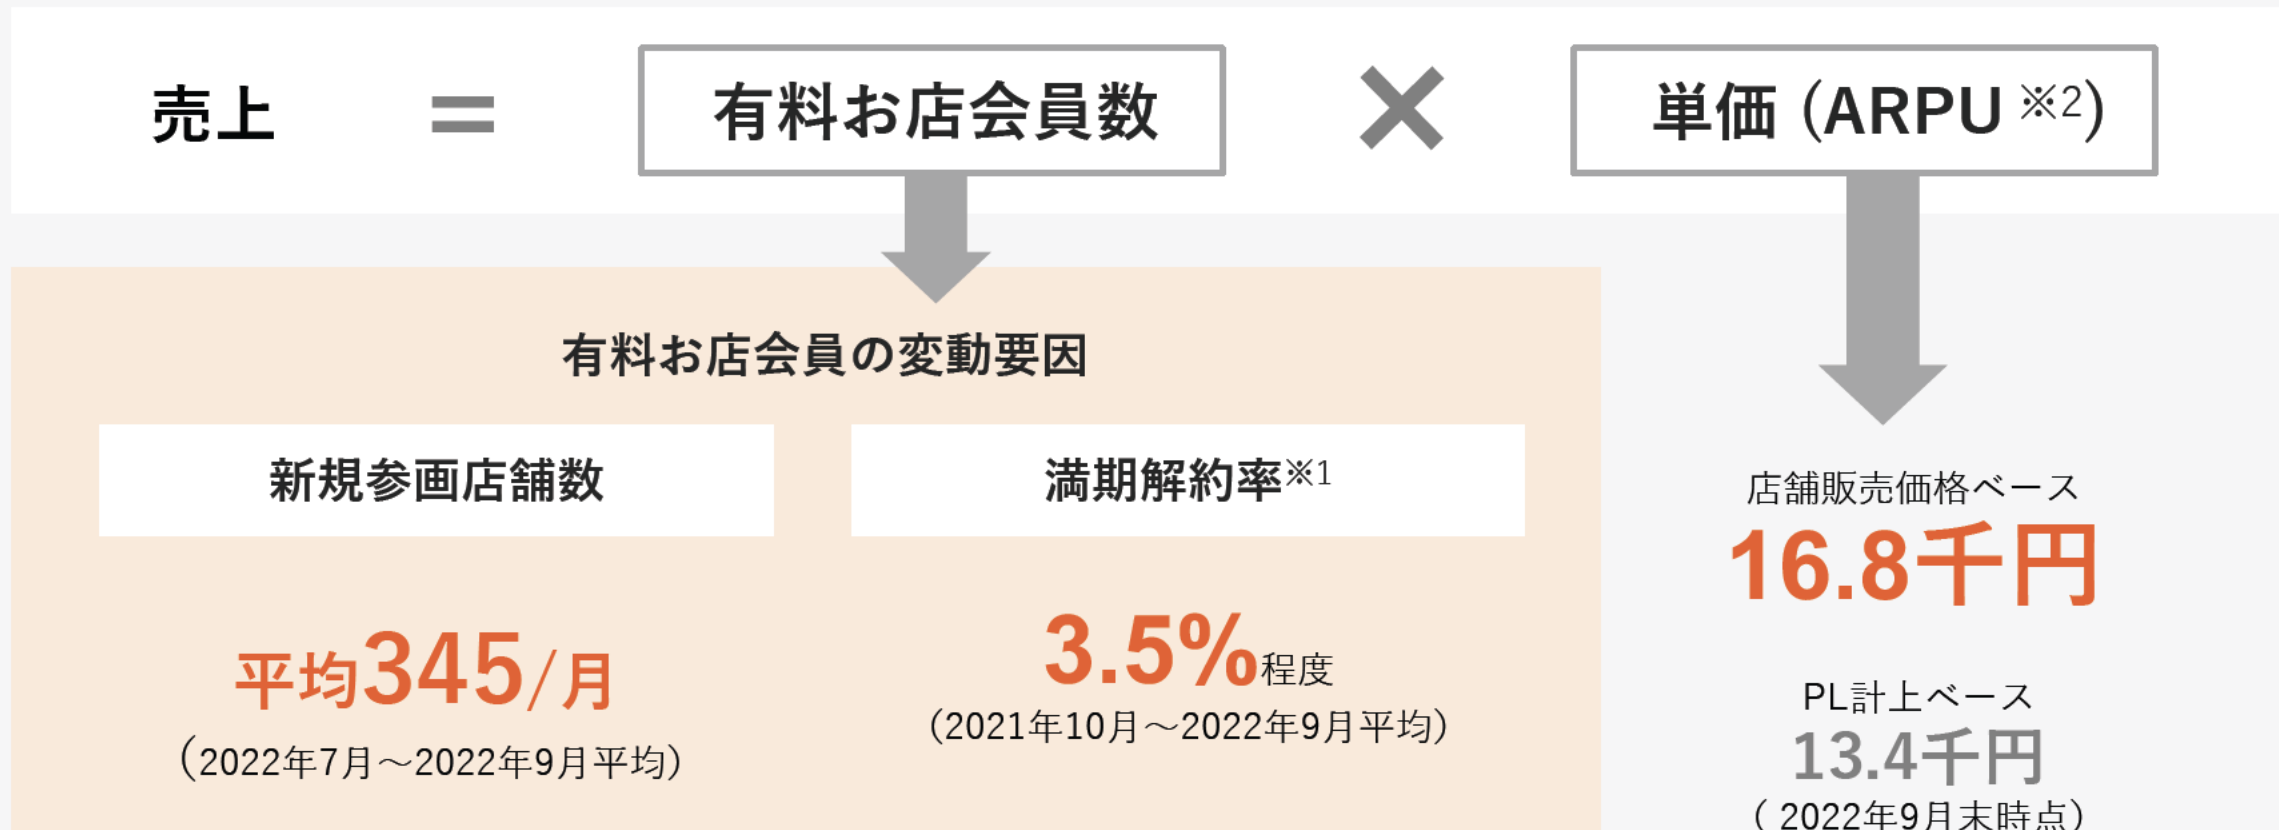 売上 = 有料お店会員数 × 単価 (ARPU ※2)
有料お店会員の変動要因
新規参画店舗数
平均345/月
(2022年7月～2022年9月平均)
満期解約率※1
3.5%程度
(2021年10月～2022年9月平均)
店舗販売価格ベース
16.8千円
PL計上ベース
13.4千円
( 2022年9月末時点)